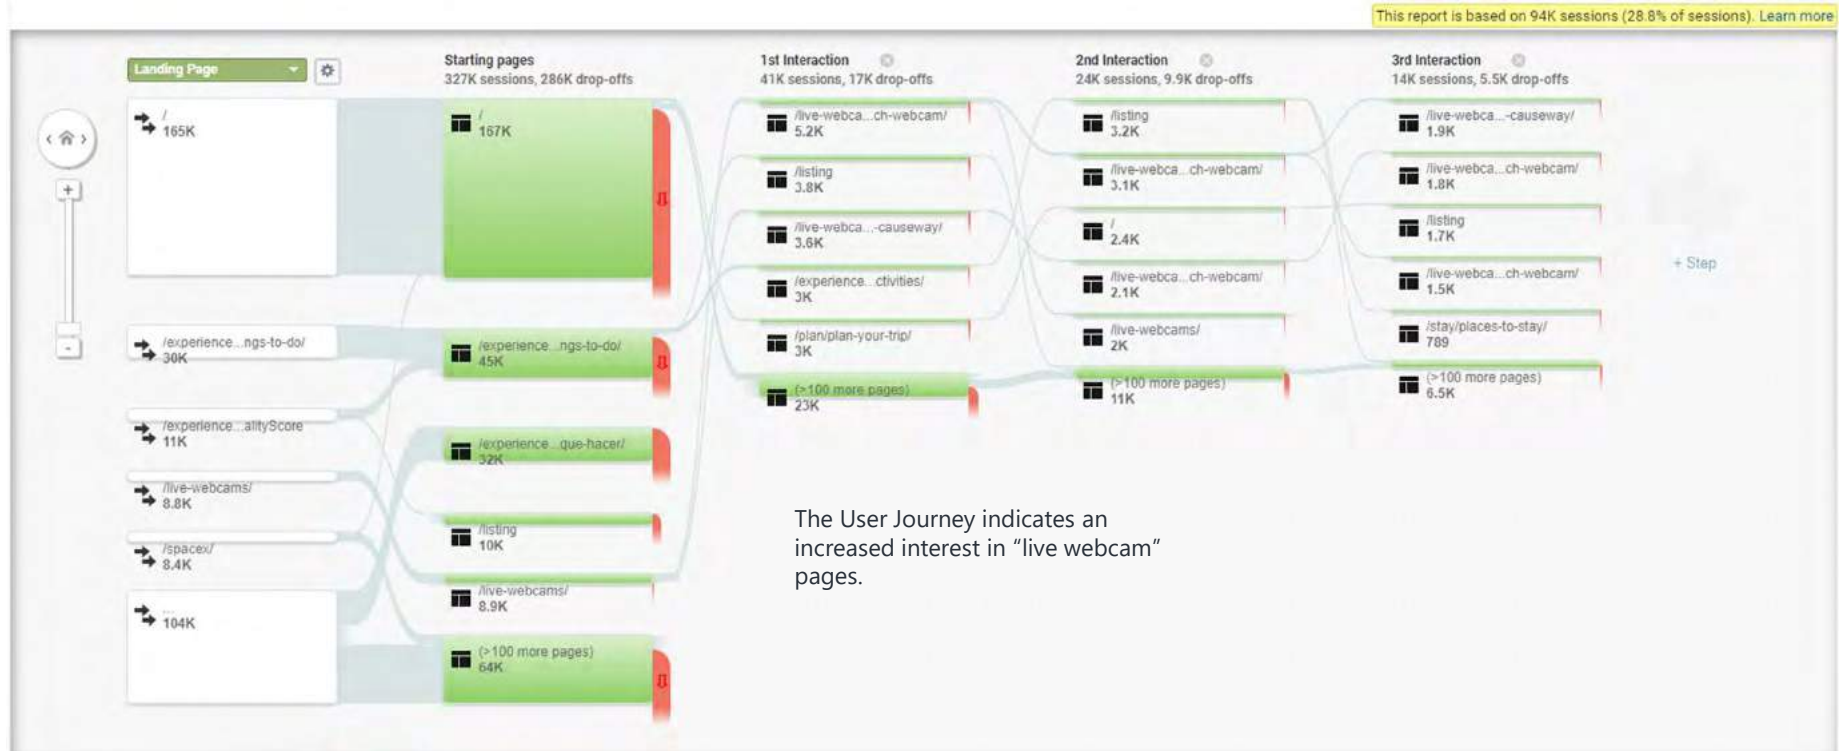 This report is based on 94K sessions (28.8% of sessions). Learn more
Landing Page
/
165K
/experience...ngs-to-do/
30K
/experience...alityScore
11K
/live-webcams/
8.8K
/spacex/
8.4K
...
104K
Starting pages
327K sessions, 286K drop-offs
/
167K
/experience...ngs-to-do/
45K
/experience...que-hacer/
32K
/listing
10K
/live-webcams/
8.9K
(>100 more pages)
64K
1st Interaction
41K sessions, 17K drop-offs
/live-webca...ch-webcam/
5.2K
/listing
3.8K
/live-webca...-causeway/
3.6K
/experience...ctivities/
3K
/plan/plan-your-trip/
3K
(>100 more pages)
23K
2nd Interaction
24K sessions, 9.9K drop-offs
/listing
3.2K
/live-webca...ch-webcam/
3.1K
/
2.4K
/live-webca...ch-webcam/
2.1K
/live-webcams/
2K
(>100 more pages)
11K
3rd Interaction
14K sessions, 5.5K drop-offs
/live-webca...-causeway/
1.9K
/live-webca...ch-webcam/
1.8K
/listing
1.7K
/live-webca...ch-webcam/
1.5K
/stay/places-to-stay/
789
(>100 more pages)
6.5K
+ Step
The User Journey indicates an
increased interest in “live webcam”
pages.